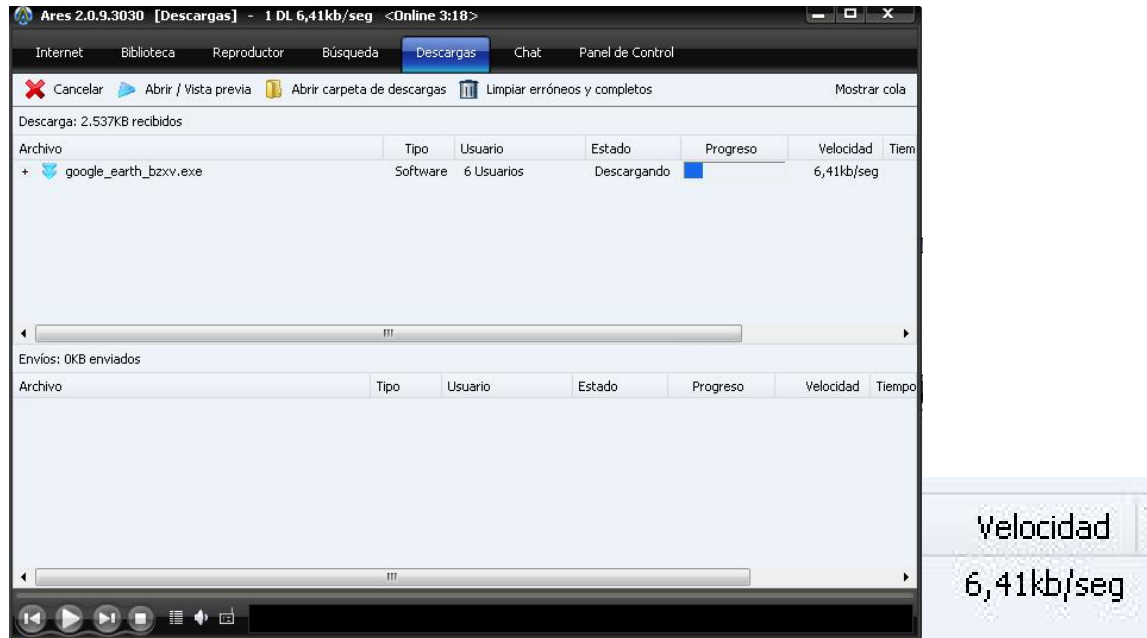 Ares 2.0.9.3030 [Descargas] - 1 DL 6,41kb/seg <Online 3:18>
Internet Biblioteca Reproductor Búsqueda Descargas Chat Panel de Control
Cancelar Abrir / Vista previa Abrir carpeta de descargas Limpiar erróneos y completos Mostrar cola
Descarga: 2.537KB recibidos
Archivo Tipo Usuario Estado Progreso Velocidad Tiem
+ google_earth_bzxv.exe Software 6 Usuarios Descargando 6,41kb/seg
Envíos: 0KB enviados
Archivo Tipo Usuario Estado Progreso Velocidad Tiempo
Velocidad
6,41kb/seg